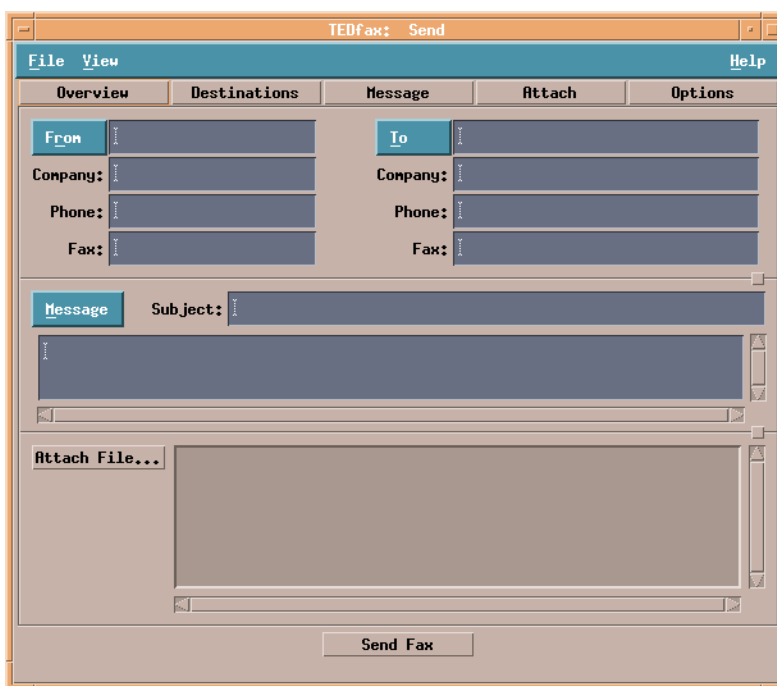 TEDfax: Send
File View Help
Overview Destinations Message Attach Options
From To
Company: Company:
Phone: Phone:
Fax: Fax:
Message Subject:
Attach File...
Send Fax